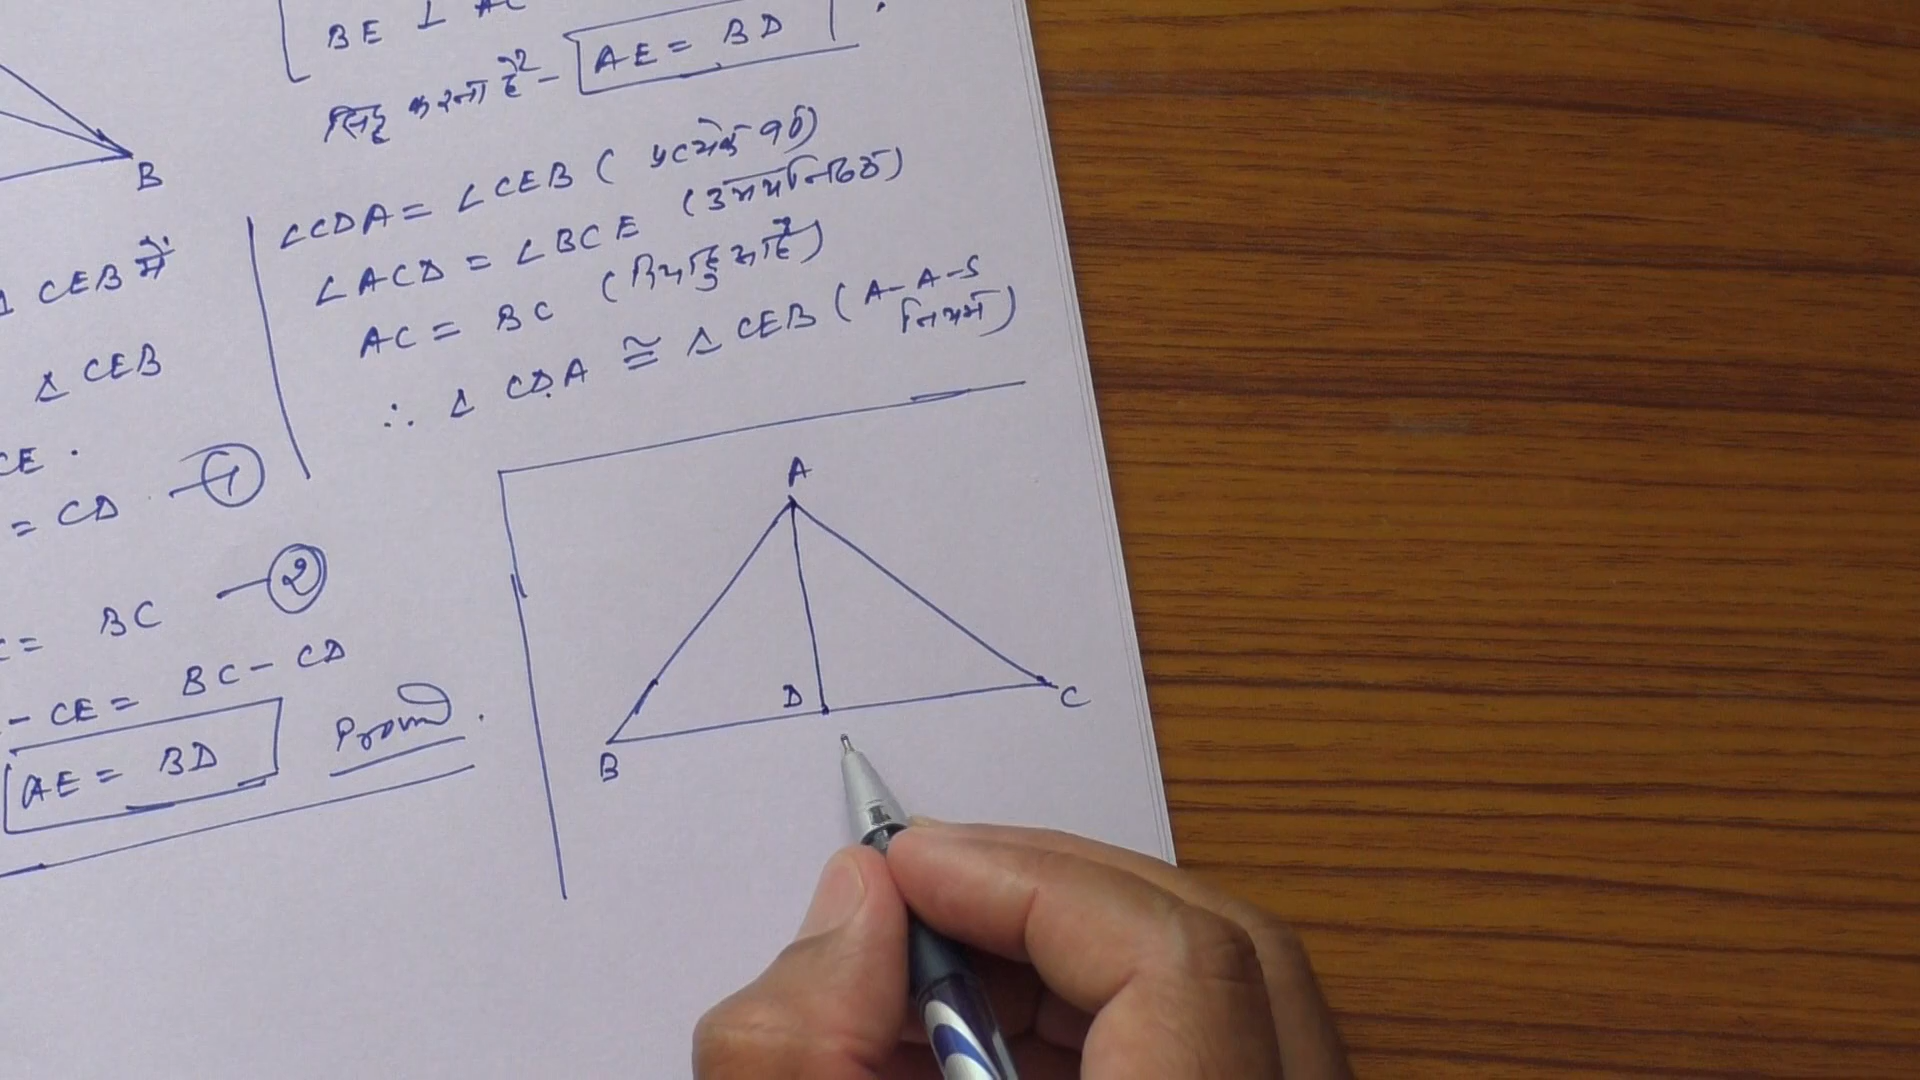 BE ⊥ AC
सिद्ध करना है - AE = BD
B
∠CDA = ∠CEB (प्रत्येक 90)
∠ACD = ∠BCE (उभयनिष्ठ)
AC = BC (दिया हुआ है)
∴ Δ CDA ≅ Δ CEB (A-A-S नियम)
Δ CEB में
Δ CEB
CE.
= CD - 1
= BC - 2
- CE = BC - CD
AE = BD Proved.
A
B
D
C